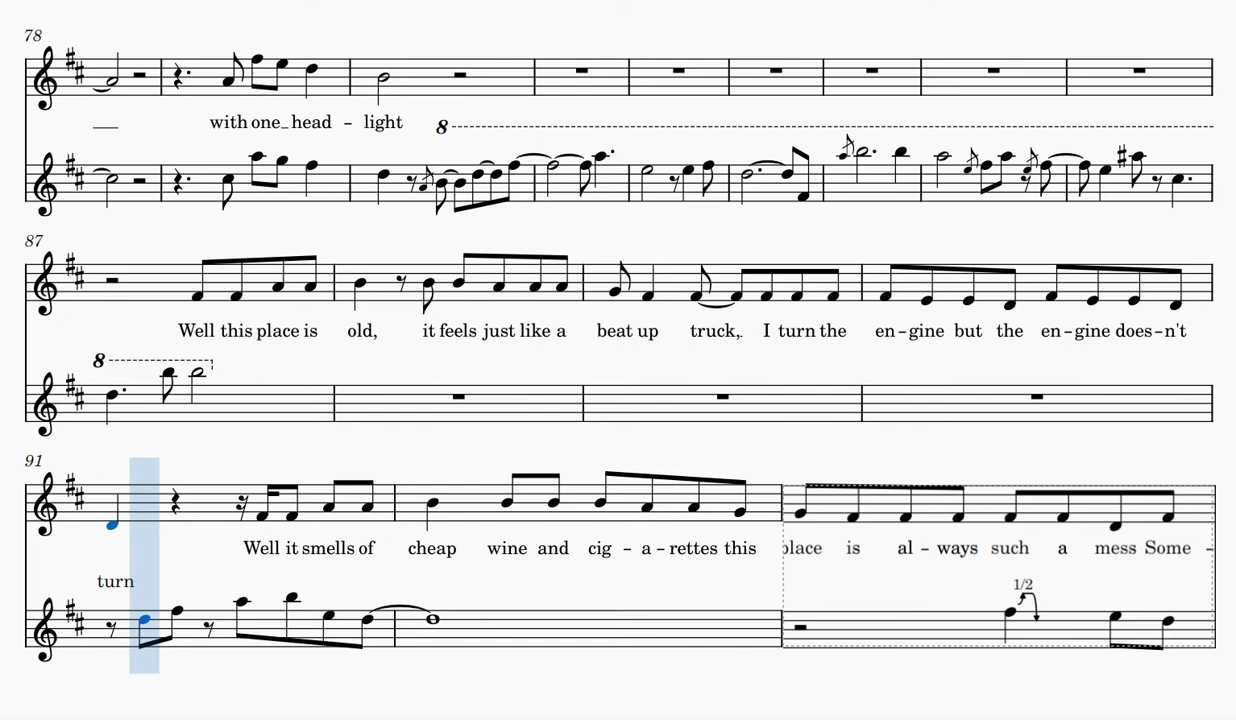 78
with one_head - light 8
87
Well this place is old, it feels just like a beat up truck,. I turn the en-gine but the en-gine does-n't
8
91
Well it smells of cheap wine and cig - a - rettes this place is al - ways such a mess Some -
turn
1/2